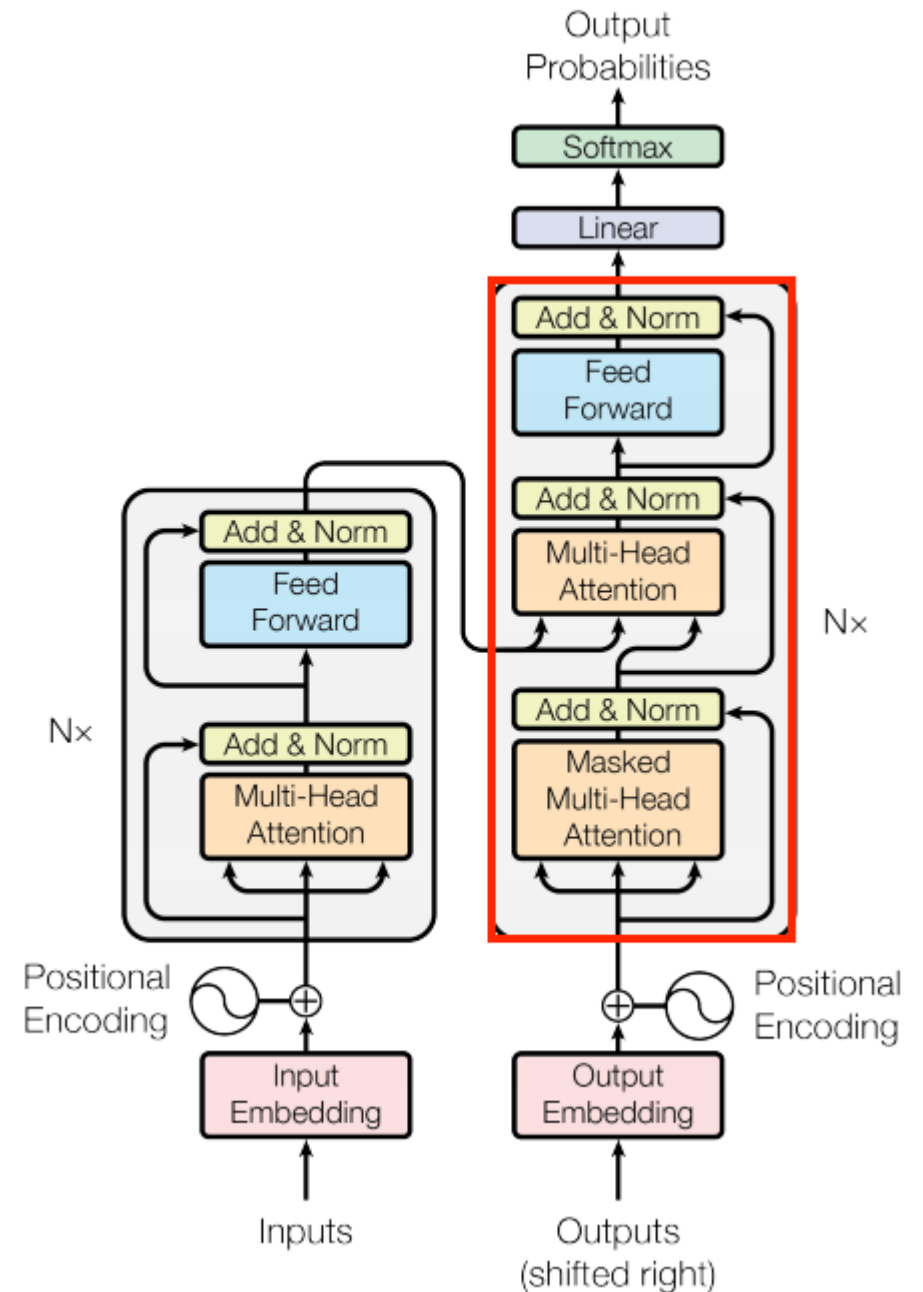 Output
Probabilities
Softmax
Linear
Add & Norm
Feed
Forward
Add & Norm
Multi-Head
Attention
Nx
Add & Norm
Masked
Multi-Head
Attention
Add & Norm
Feed
Forward
Nx
Add & Norm
Multi-Head
Attention
Positional
Encoding
Positional
Encoding
Input
Embedding
Output
Embedding
Inputs
Outputs
(shifted right)